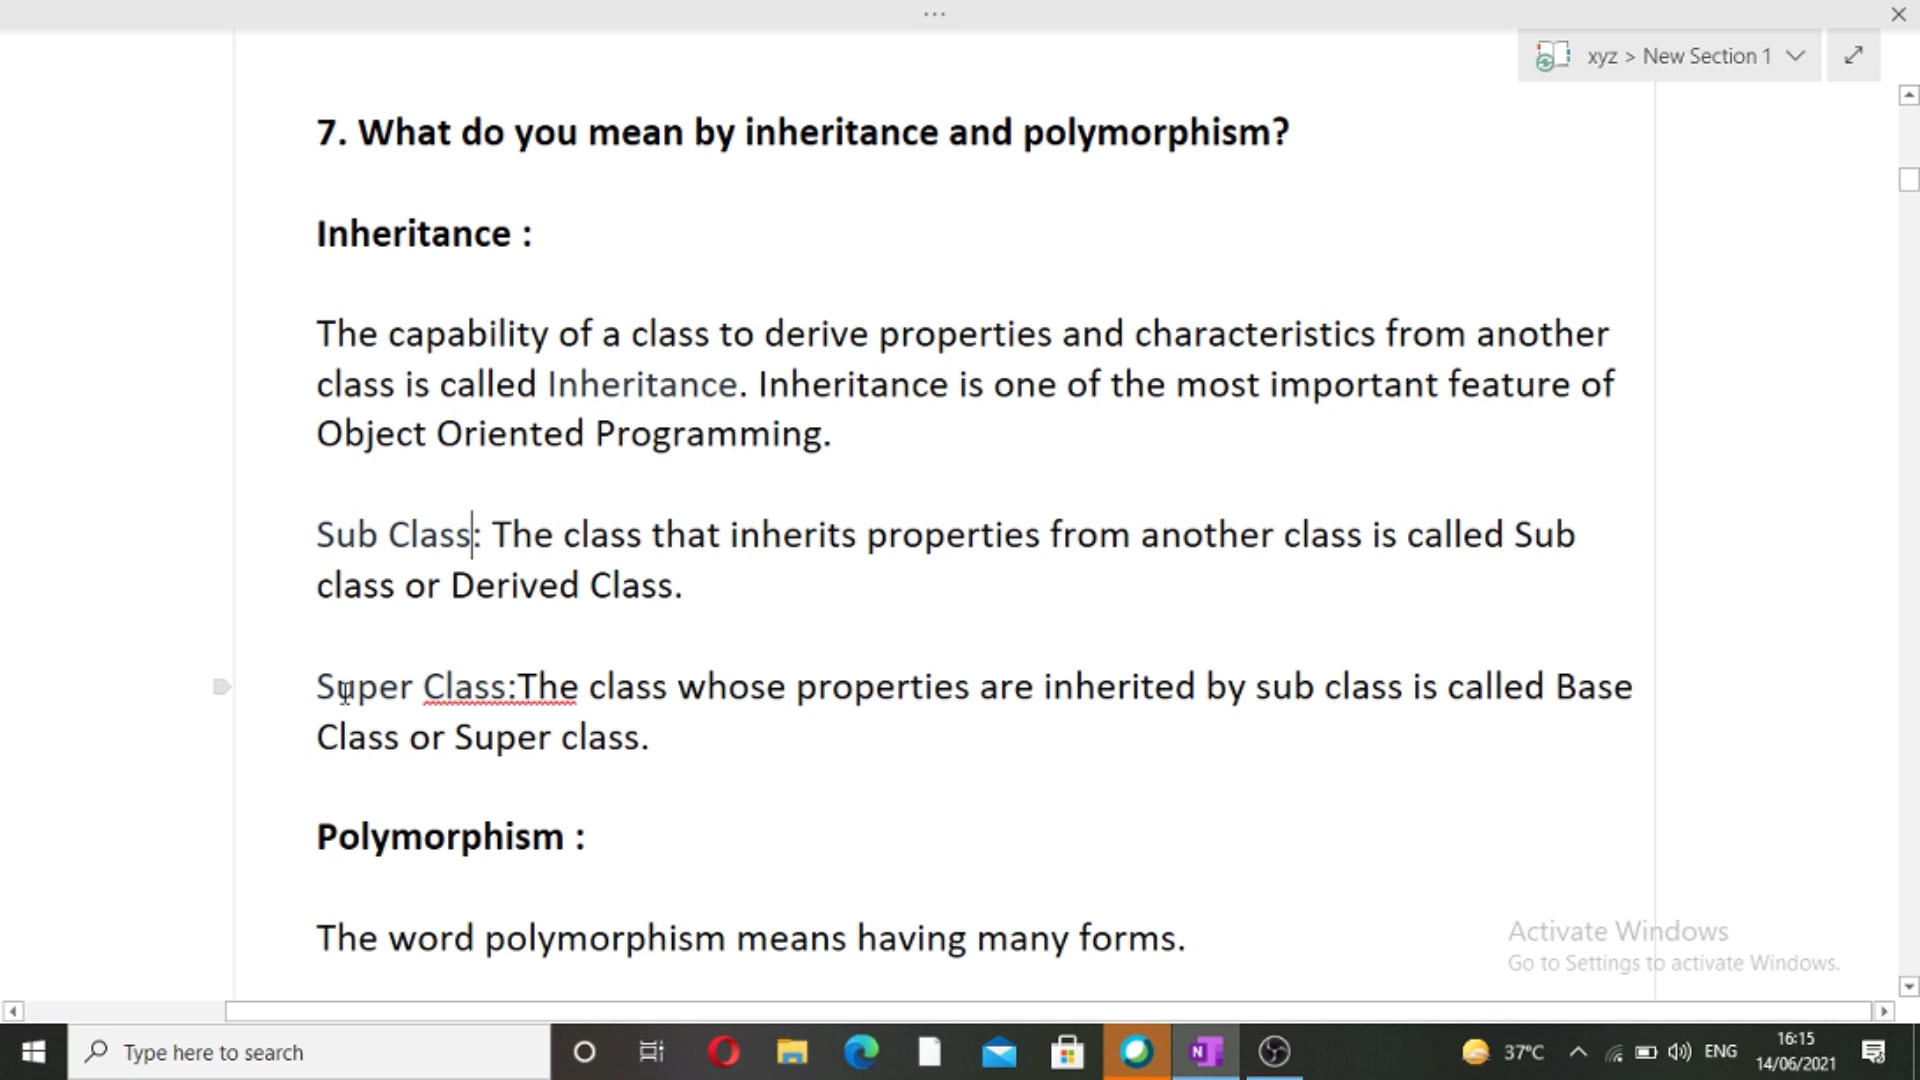 ...
xyz > New Section 1
7. What do you mean by inheritance and polymorphism?
Inheritance :
The capability of a class to derive properties and characteristics from another
class is called Inheritance. Inheritance is one of the most important feature of
Object Oriented Programming.
Sub Class: The class that inherits properties from another class is called Sub
class or Derived Class.
Super Class:The class whose properties are inherited by sub class is called Base
Class or Super class.
Polymorphism :
The word polymorphism means having many forms.
Activate Windows
Go to Settings to activate Windows.
Type here to search
N
37°C
ENG
16:15
14/06/2021